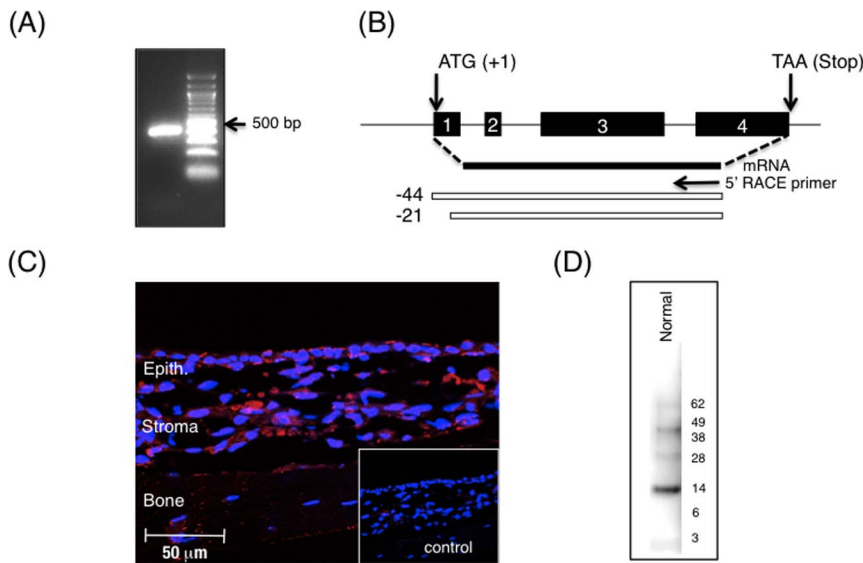 (A)
500 bp
(B)
ATG (+1)
TAA (Stop)
1 2 3 4
mRNA
5’ RACE primer
-44
-21
(C)
Epith.
Stroma
Bone
50 µm
control
(D)
Normal
62
49
38
28
14
6
3